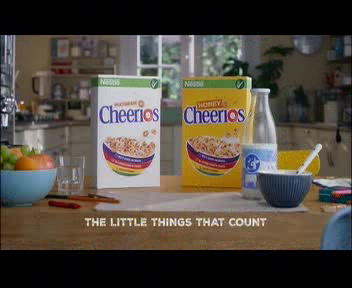 Nestlé
MULTIGRAIN
Cheerios
Nestlé
HONEY
Cheerios
THE LITTLE THINGS THAT COUNT